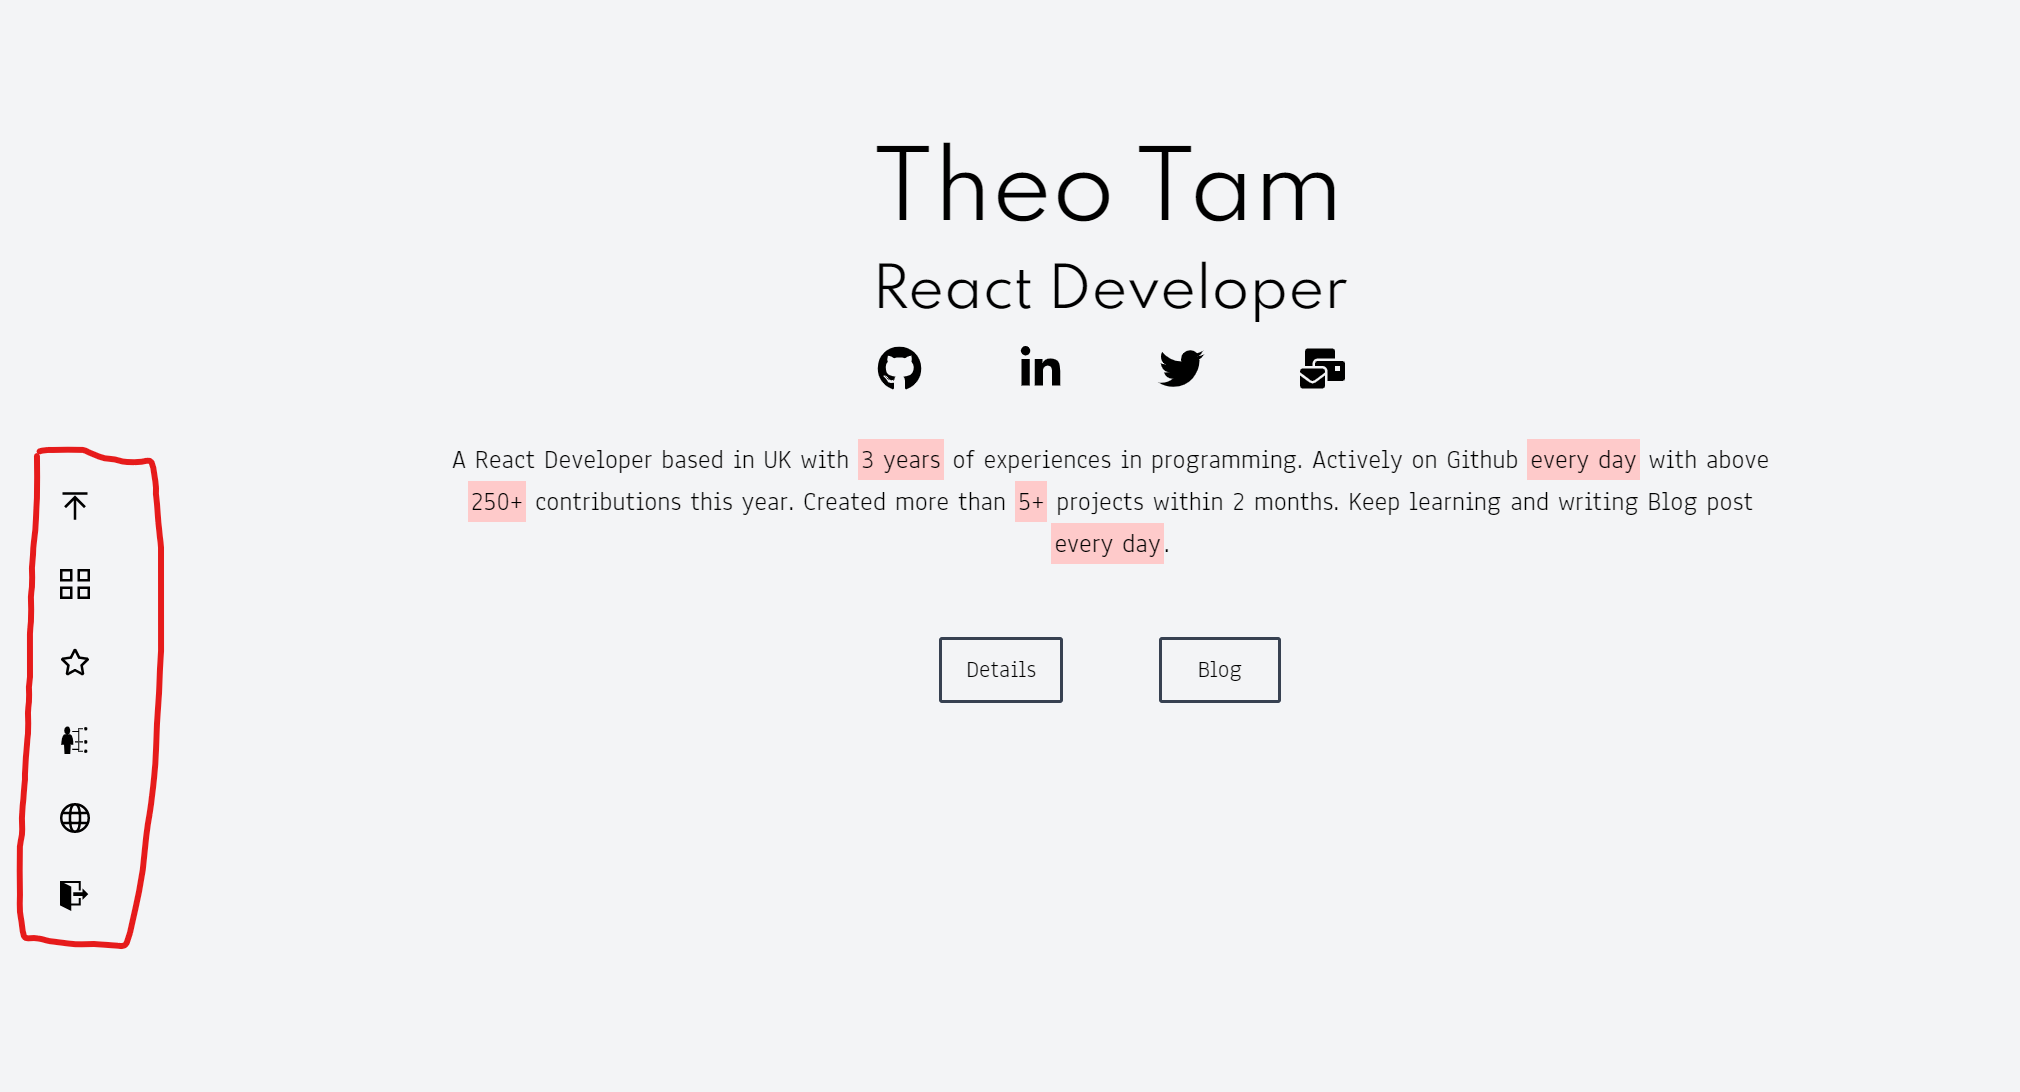 Theo Tam
React Developer
A React Developer based in UK with 3 years of experiences in programming. Actively on Github every day with above
250+ contributions this year. Created more than 5+ projects within 2 months. Keep learning and writing Blog post
every day.
Details
Blog